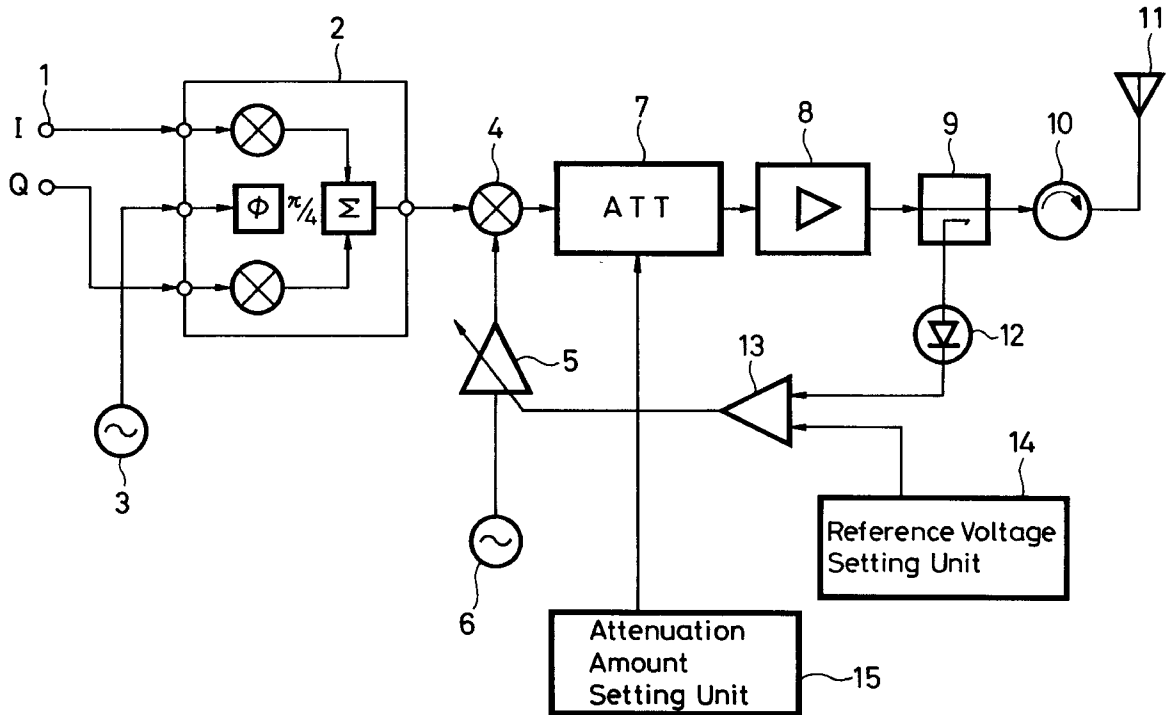 11
2
1
I
Q
4
7
8
9
10
Φ
π/4
Σ
ATT
5
13
12
3
14
6
Reference Voltage
Setting Unit
Attenuation
Amount
Setting Unit
15